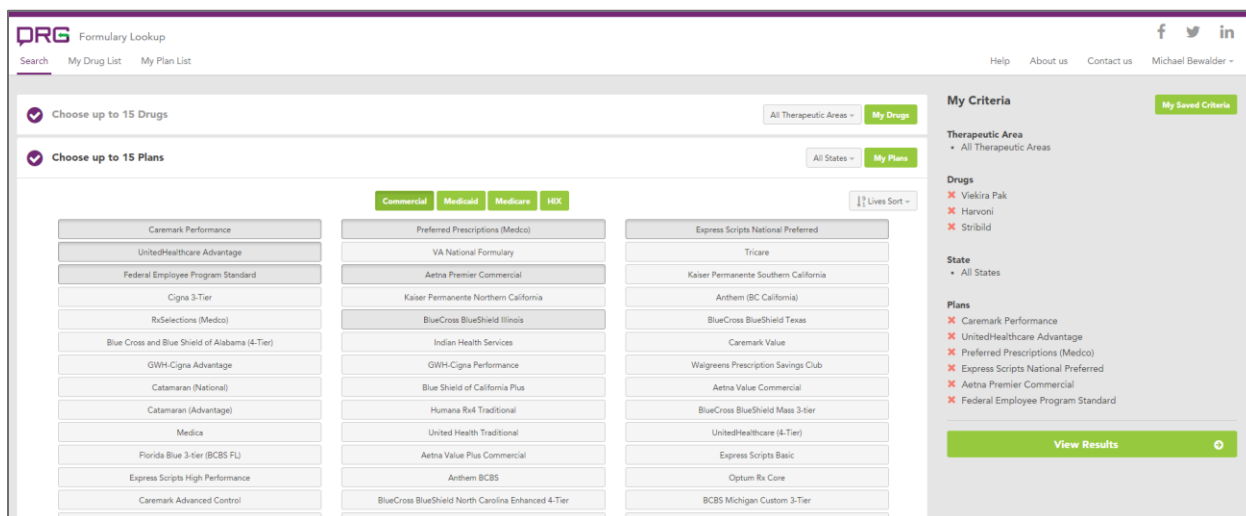 DRG Formulary Lookup
Search My Drug List My Plan List
Help About us Contact us Michael Bewalder
Choose up to 15 Drugs
All Therapeutic Areas
My Drugs
Choose up to 15 Plans
All States
My Plans
Commercial Medicaid Medicare HIX
Lives Sort
Caremark Performance Preferred Prescriptions (Medco) Express Scripts National Preferred
UnitedHealthcare Advantage VA National Formulary Tricare
Federal Employee Program Standard Aetna Premier Commercial Kaiser Permanente Southern California
Cigna 3-Tier Kaiser Permanente Northern California Anthem (BC California)
RxSelections (Medco) BlueCross BlueShield Illinois BlueCross BlueShield Texas
Blue Cross and Blue Shield of Alabama (4-Tier) Indian Health Services Caremark Value
GWH-Cigna Advantage GWH-Cigna Performance Walgreens Prescription Savings Club
Catamaran (National) Blue Shield of California Plus Aetna Value Commercial
Catamaran (Advantage) Humana Rx4 Traditional BlueCross BlueShield Mass 3-tier
Medica United Health Traditional UnitedHealthcare (4-Tier)
Florida Blue 3-tier (BCBS FL) Aetna Value Plus Commercial Express Scripts Basic
Express Scripts High Performance Anthem BCBS Optum Rx Core
Caremark Advanced Control BlueCross BlueShield North Carolina Enhanced 4-Tier BCBS Michigan Custom 3-Tier
My Criteria
My Saved Criteria
Therapeutic Area
• All Therapeutic Areas
Drugs
Viekira Pak
Harvoni
Stribild
State
• All States
Plans
Caremark Performance
UnitedHealthcare Advantage
Preferred Prescriptions (Medco)
Express Scripts National Preferred
Aetna Premier Commercial
Federal Employee Program Standard
View Results